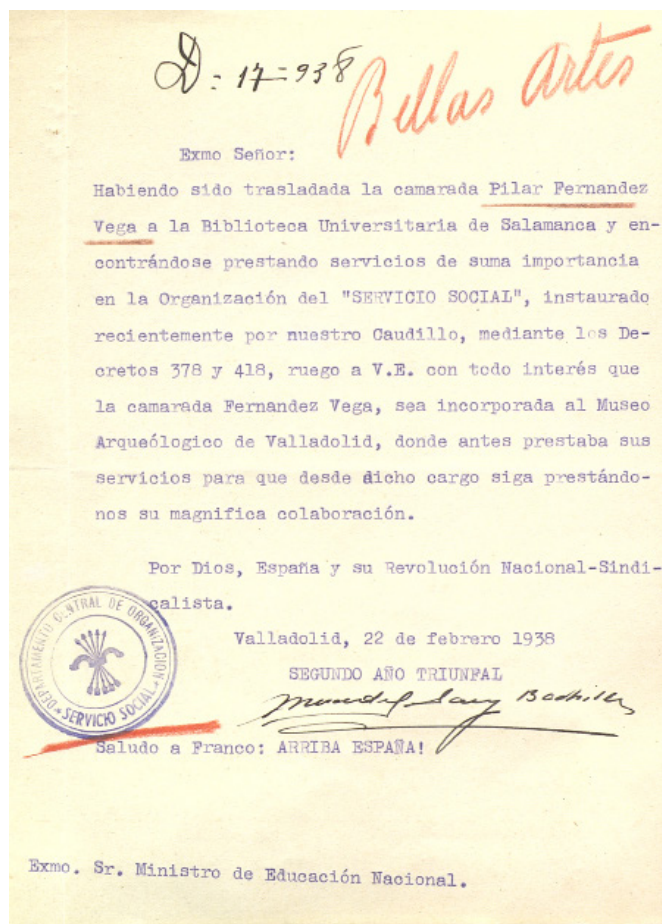 D. 17-938
Bellas Artes
Exmo Señor:
Habiendo sido trasladada la camarada Pilar Fernandez
Vega a la Biblioteca Universitaria de Salamanca y en-
contrándose prestando servicios de suma importancia
en la Organización del "SERVICIO SOCIAL", instaurado
recientemente por nuestro Caudillo, mediante los De-
cretos 378 y 418, ruego a V.E. con todo interés que
la camarada Fernandez Vega, sea incorporada al Museo
Arqueólogico de Valladolid, donde antes prestaba sus
servicios para que desde dicho cargo siga prestándo-
nos su magnifica colaboración.
Por Dios, España y su Revolución Nacional-Sindi-
calista.
DEPARTAMENTO CENTRAL DE ORGANIZACION
SERVICIO SOCIAL
Valladolid, 22 de febrero 1938
SEGUNDO AÑO TRIUNFAL
Sanz Bachiller
Saludo a Franco: ARRIBA ESPAÑA!
Exmo. Sr. Ministro de Educación Nacional.